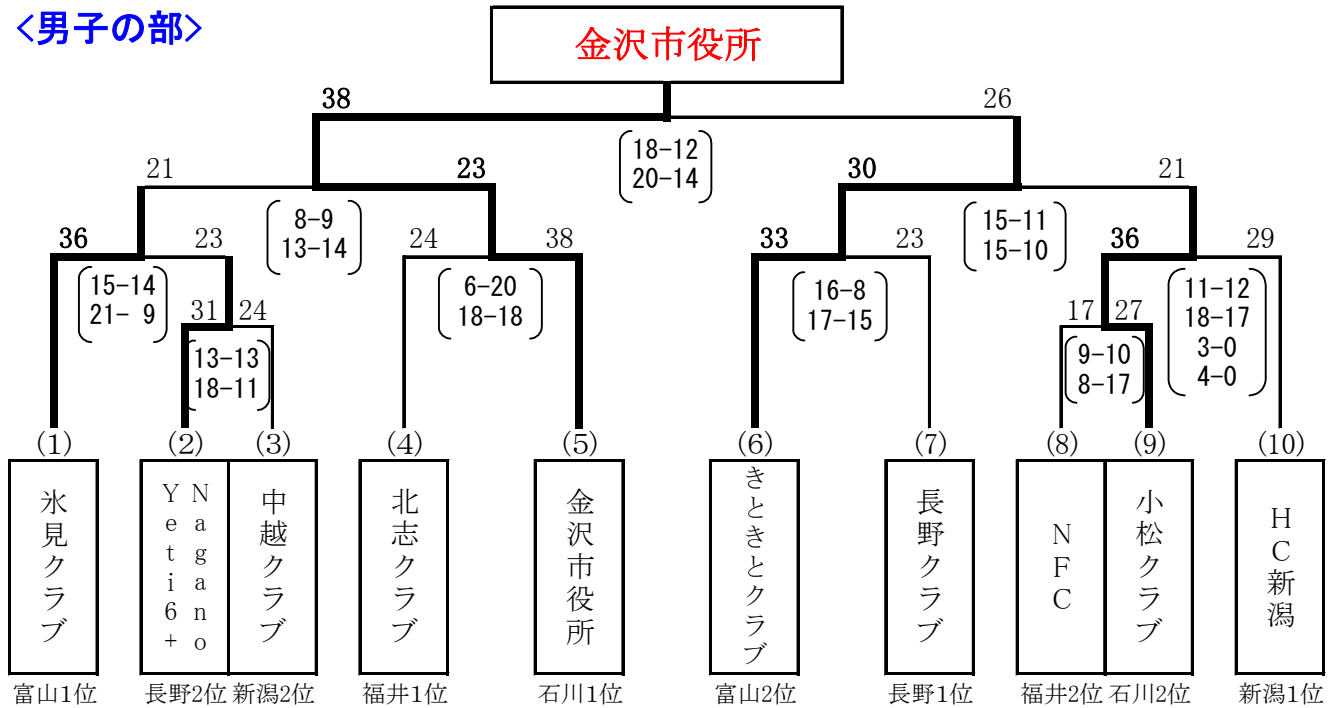 <男子の部>
金沢市役所
38
26
18-12
20-14
21
23
30
21
8-9
13-14
15-11
15-10
36
23
24
38
33
23
36
29
15-14
21- 9
6-20
18-18
16-8
17-15
11-12
18-17
3-0
4-0
31
24
17
27
13-13
18-11
9-10
8-17
(1)
(2)
(3)
(4)
(5)
(6)
(7)
(8)
(9)
(10)
氷見クラブ
Nagano
Yeti6+
中越クラブ
北志クラブ
金沢市役所
きときとクラブ
長野クラブ
NFC
小松クラブ
HC新潟
富山1位
長野2位
新潟2位
福井1位
石川1位
富山2位
長野1位
福井2位
石川2位
新潟1位